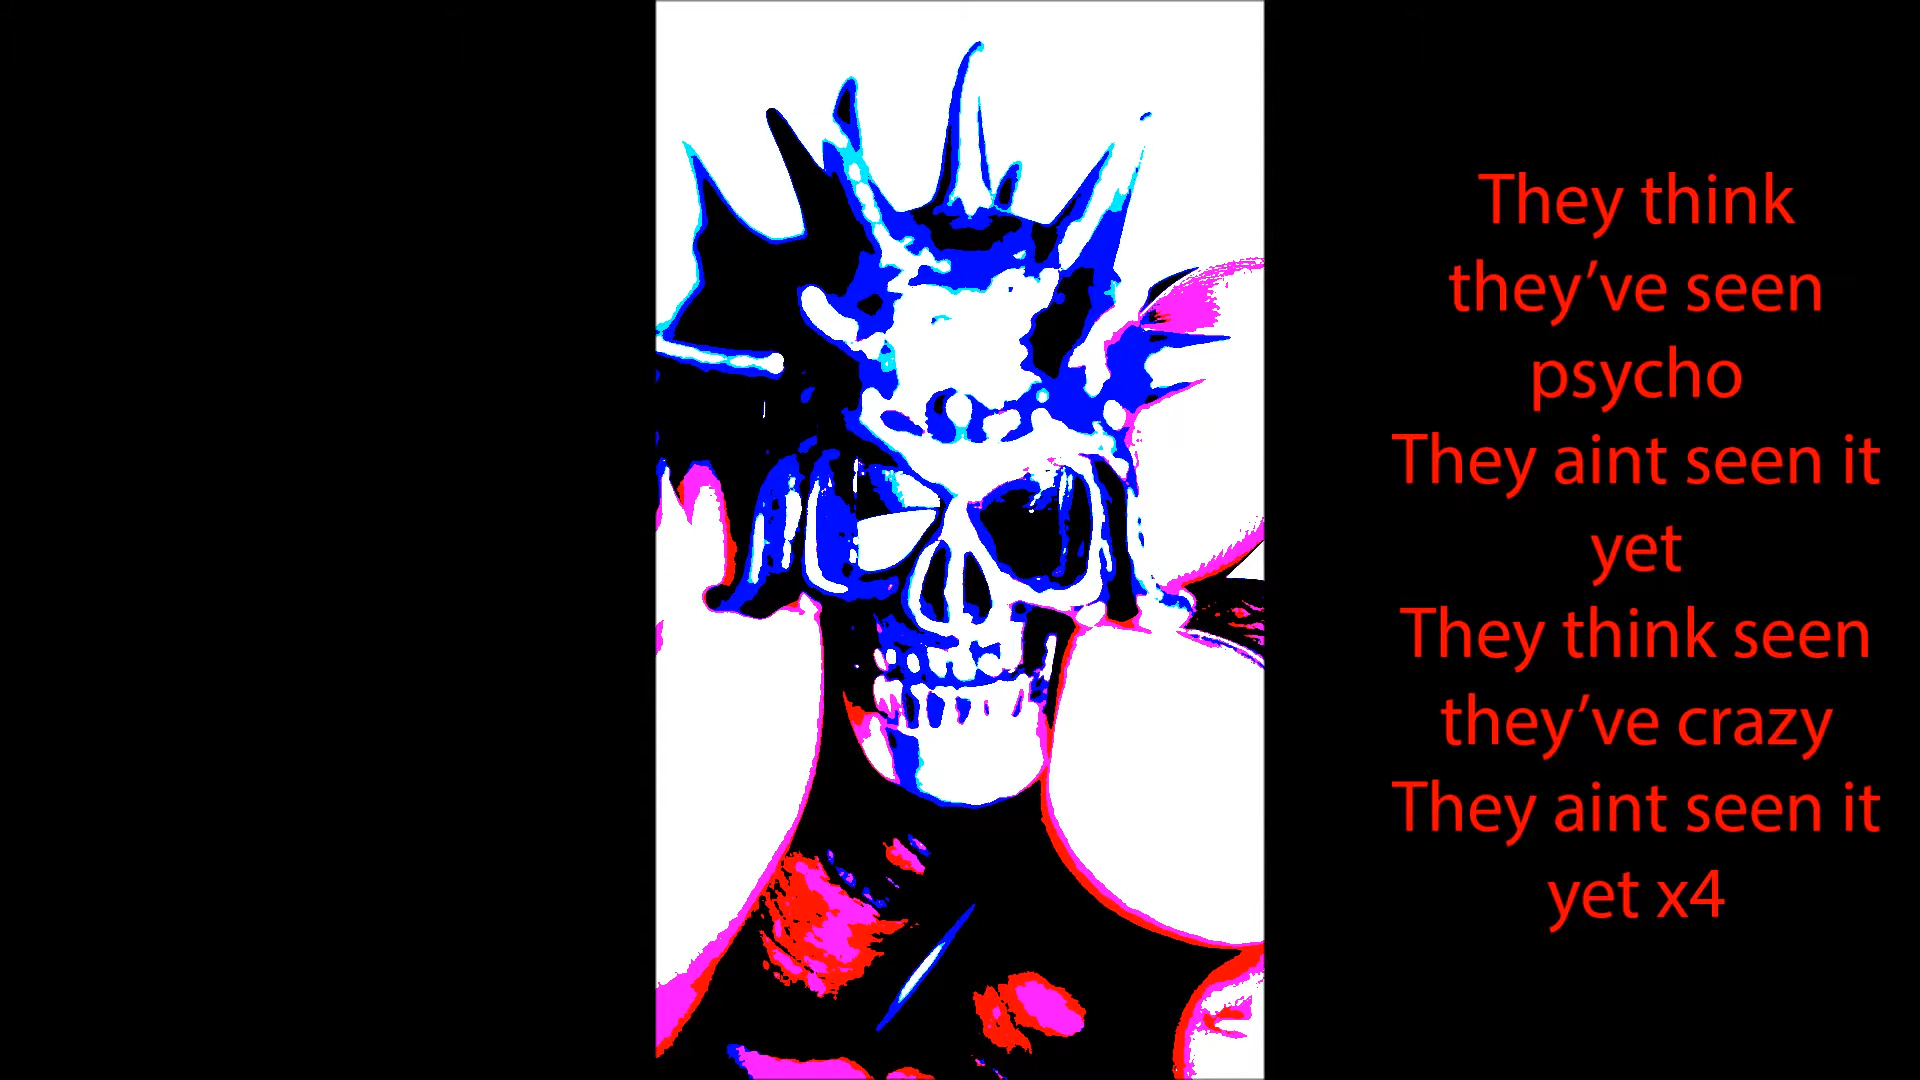 They think
they’ve seen
psycho
They aint seen it
yet
They think seen
they’ve crazy
They aint seen it
yet x4